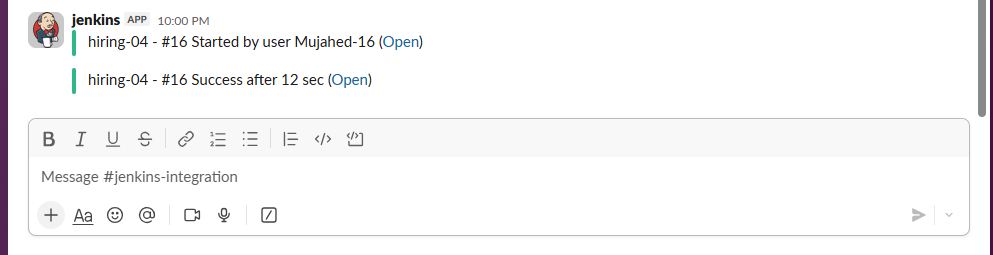 jenkins APP 10:00 PM
hiring-04 - #16 Started by user Mujahed-16 (Open)
hiring-04 - #16 Success after 12 sec (Open)
B I U S
Message #jenkins-integration
Aa